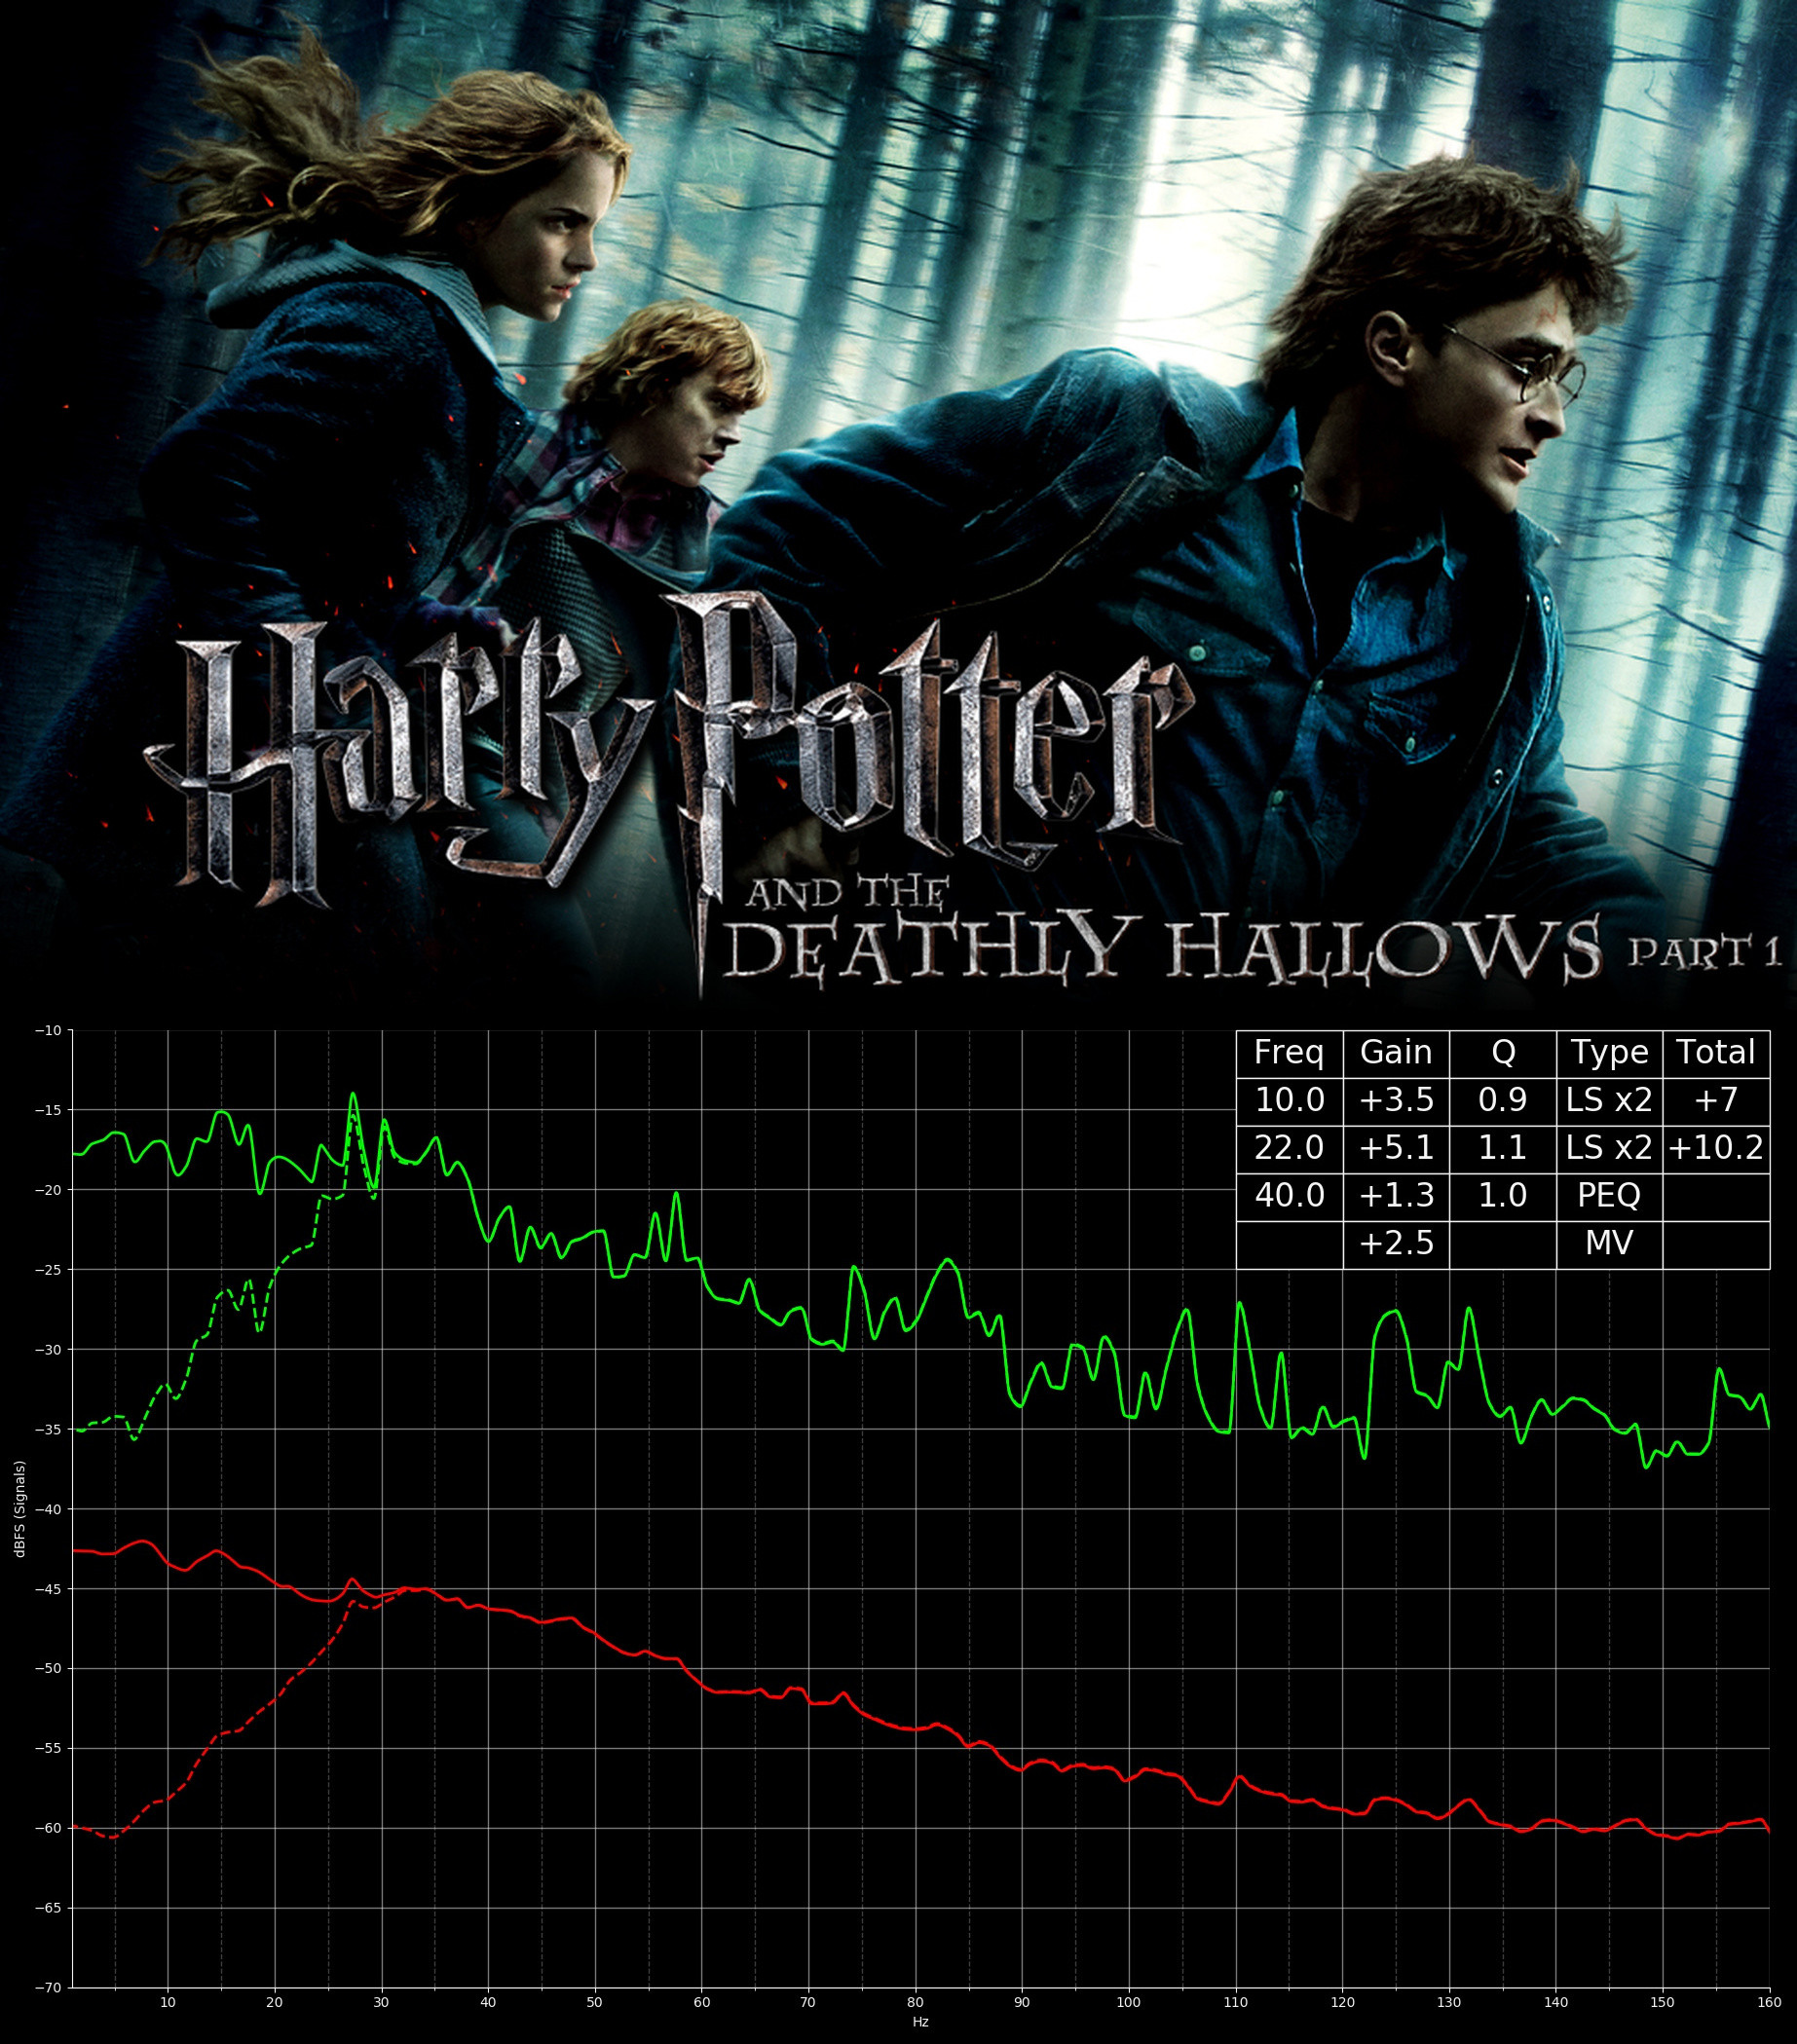 Harry Potter
AND THE
DEATHLY HALLOWS PART 1
Freq Gain Q Type Total
10.0 +3.5 0.9 LS x2 +7
22.0 +5.1 1.1 LS x2 +10.2
40.0 +1.3 1.0 PEQ
+2.5 MV
−10
−15
−20
−25
−30
−35
−40
−45
−50
−55
−60
−65
−70
dBFS (Signals)
10 20 30 40 50 60 70 80 90 100 110 120 130 140 150 160
Hz